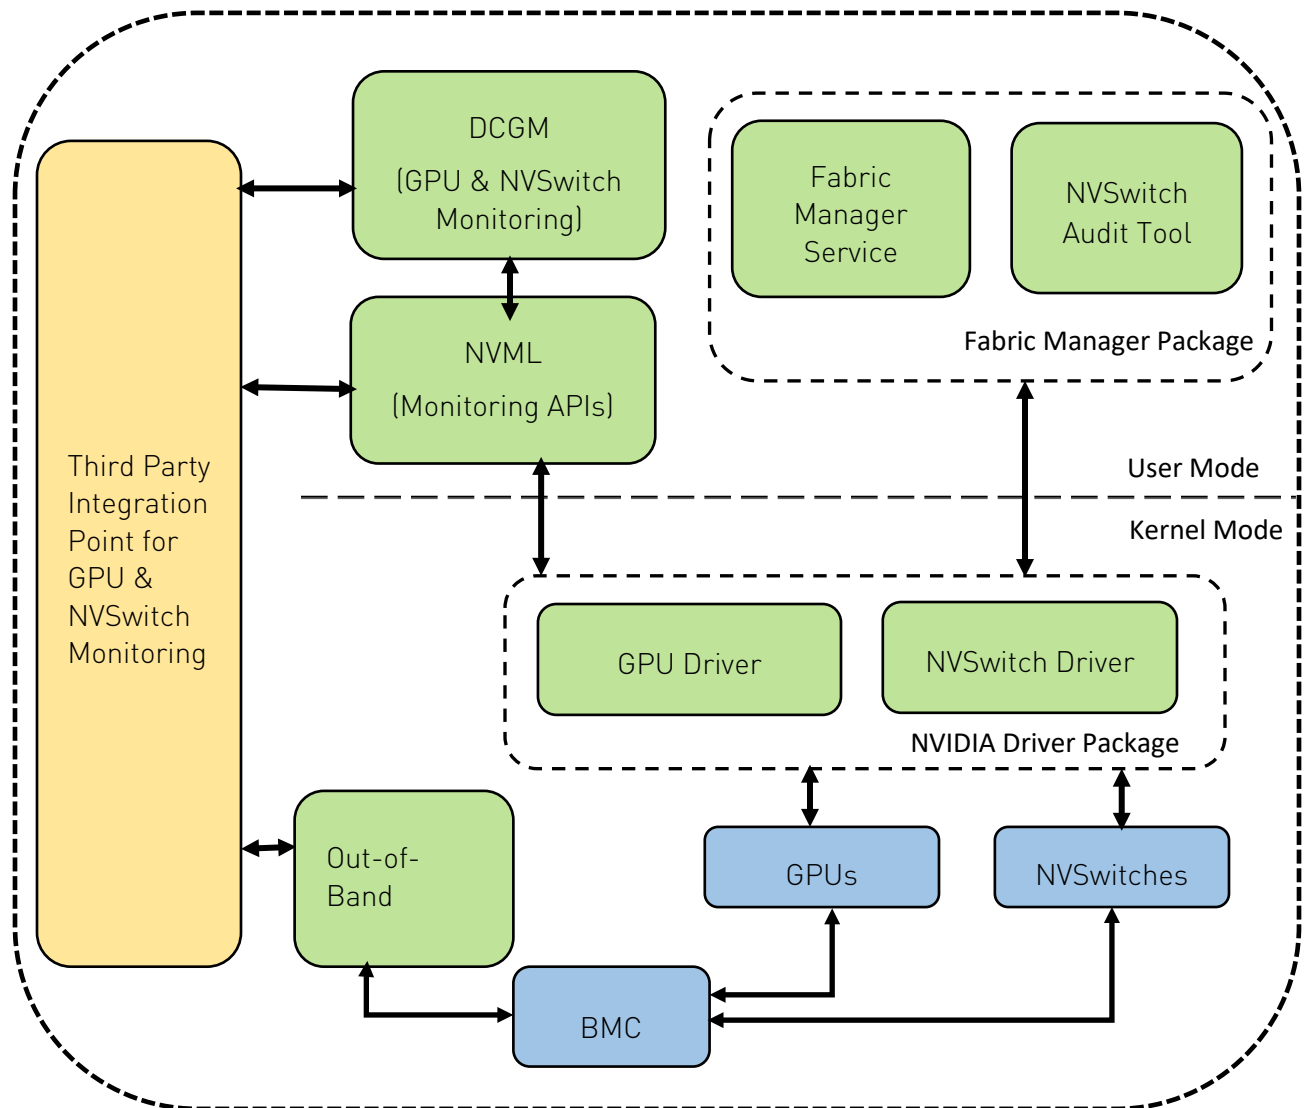 DCGM
(GPU & NVSwitch
Monitoring)
Fabric
Manager
Service
NVSwitch
Audit Tool
Fabric Manager Package
NVML
(Monitoring APIs)
Third Party
Integration
Point for
GPU &
NVSwitch
Monitoring
User Mode
Kernel Mode
GPU Driver
NVSwitch Driver
NVIDIA Driver Package
Out-of-
Band
GPUs
NVSwitches
BMC